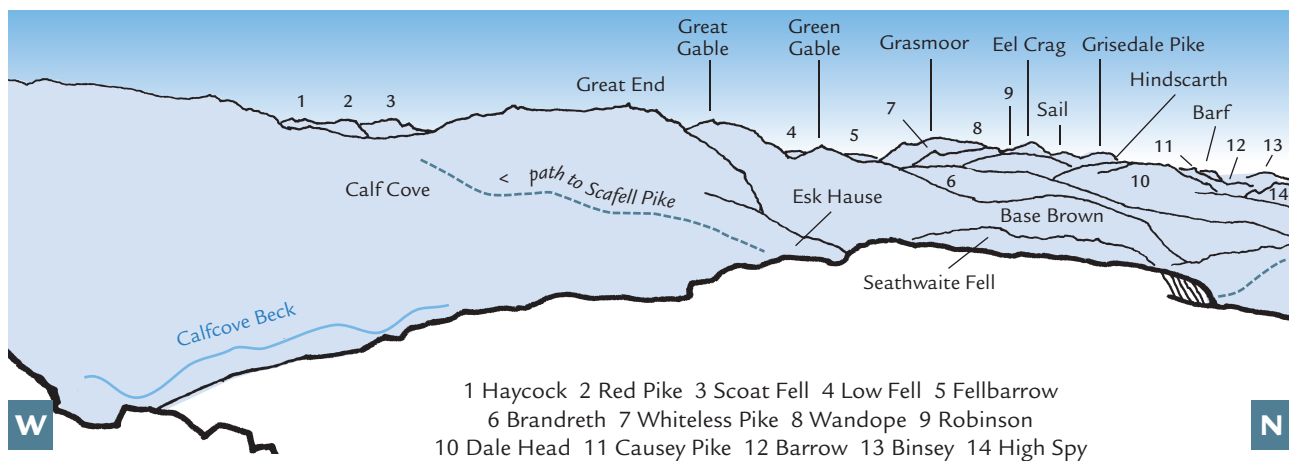 Great
Gable
Green
Gable
Grasmoor
Eel Crag
Grisedale Pike
Great End
Hindscarth
1
2
3
4
5
7
8
9
Sail
Barf
11
12
13
Calf Cove
< path to Scafell Pike
6
10
14
Esk Hause
Base Brown
Seathwaite Fell
Calfcove Beck
1 Haycock 2 Red Pike 3 Scoat Fell 4 Low Fell 5 Fellbarrow
6 Brandreth 7 Whiteless Pike 8 Wandope 9 Robinson
10 Dale Head 11 Causey Pike 12 Barrow 13 Binsey 14 High Spy
W
N